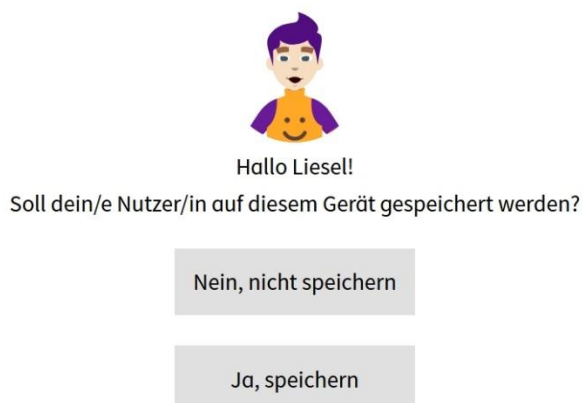 Hallo Liesel!
Soll dein/e Nutzer/in auf diesem Gerät gespeichert werden?
Nein, nicht speichern
Ja, speichern